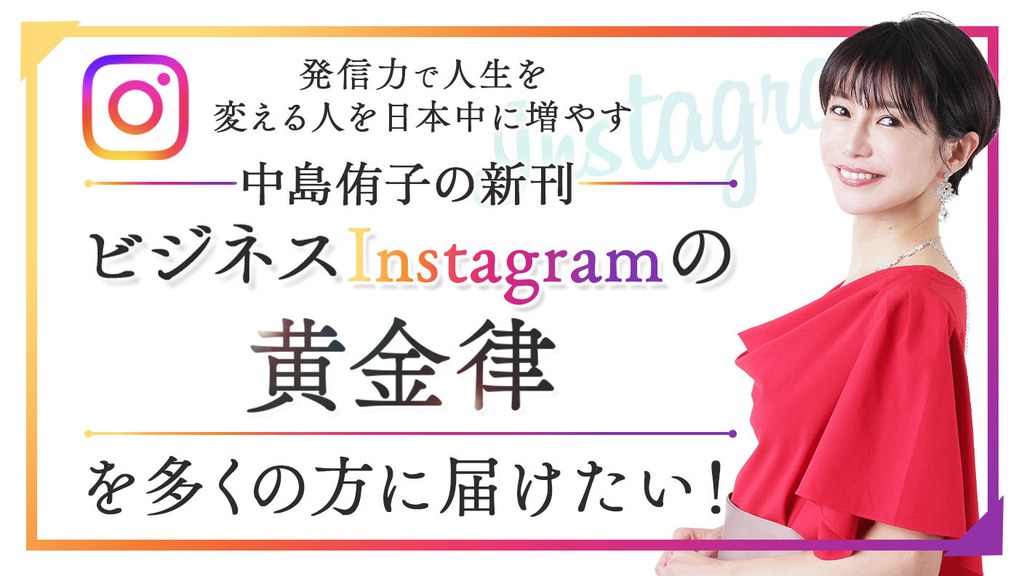 発信力で人生を
変える人を日本中に増やす
中島侑子の新刊
ビジネスInstagramの
黄金律
を多くの方に届けたい!
Instagra